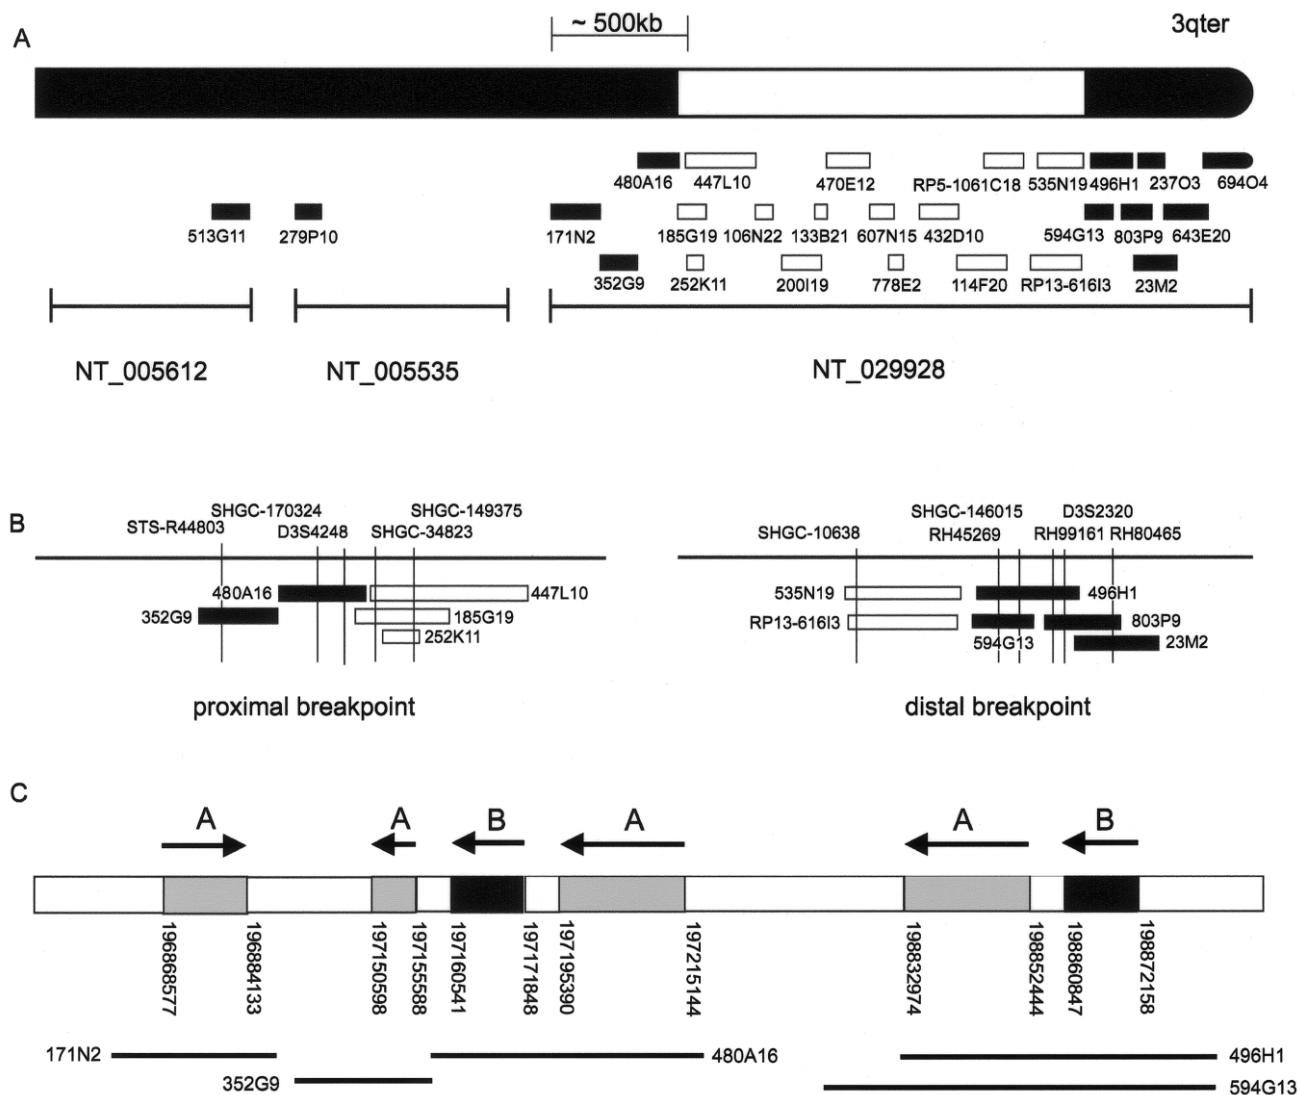 ~ 500kb
3qter
A
480A16 447L10 470E12 RP5-1061C18 535N19 496H1 237O3 694O4
513G11 279P10 171N2 185G19 106N22 133B21 607N15 432D10 594G13 803P9 643E20
352G9 252K11 200I19 778E2 114F20 RP13-616I3 23M2
NT_005612 NT_005535 NT_029928
B
SHGC-170324 SHGC-149375 SHGC-146015 D3S2320
STS-R44803 D3S4248 SHGC-34823 SHGC-10638 RH45269 RH99161 RH80465
480A16 447L10 535N19 496H1
352G9 185G19 RP13-616I3 594G13 803P9
252K11 23M2
proximal breakpoint distal breakpoint
C
A A B A A B
196868577 196884133 197150598 197155588 197160541 197171848 197195390 197215144 198832974 198852444 198860847 198872158
171N2 480A16 496H1
352G9 594G13